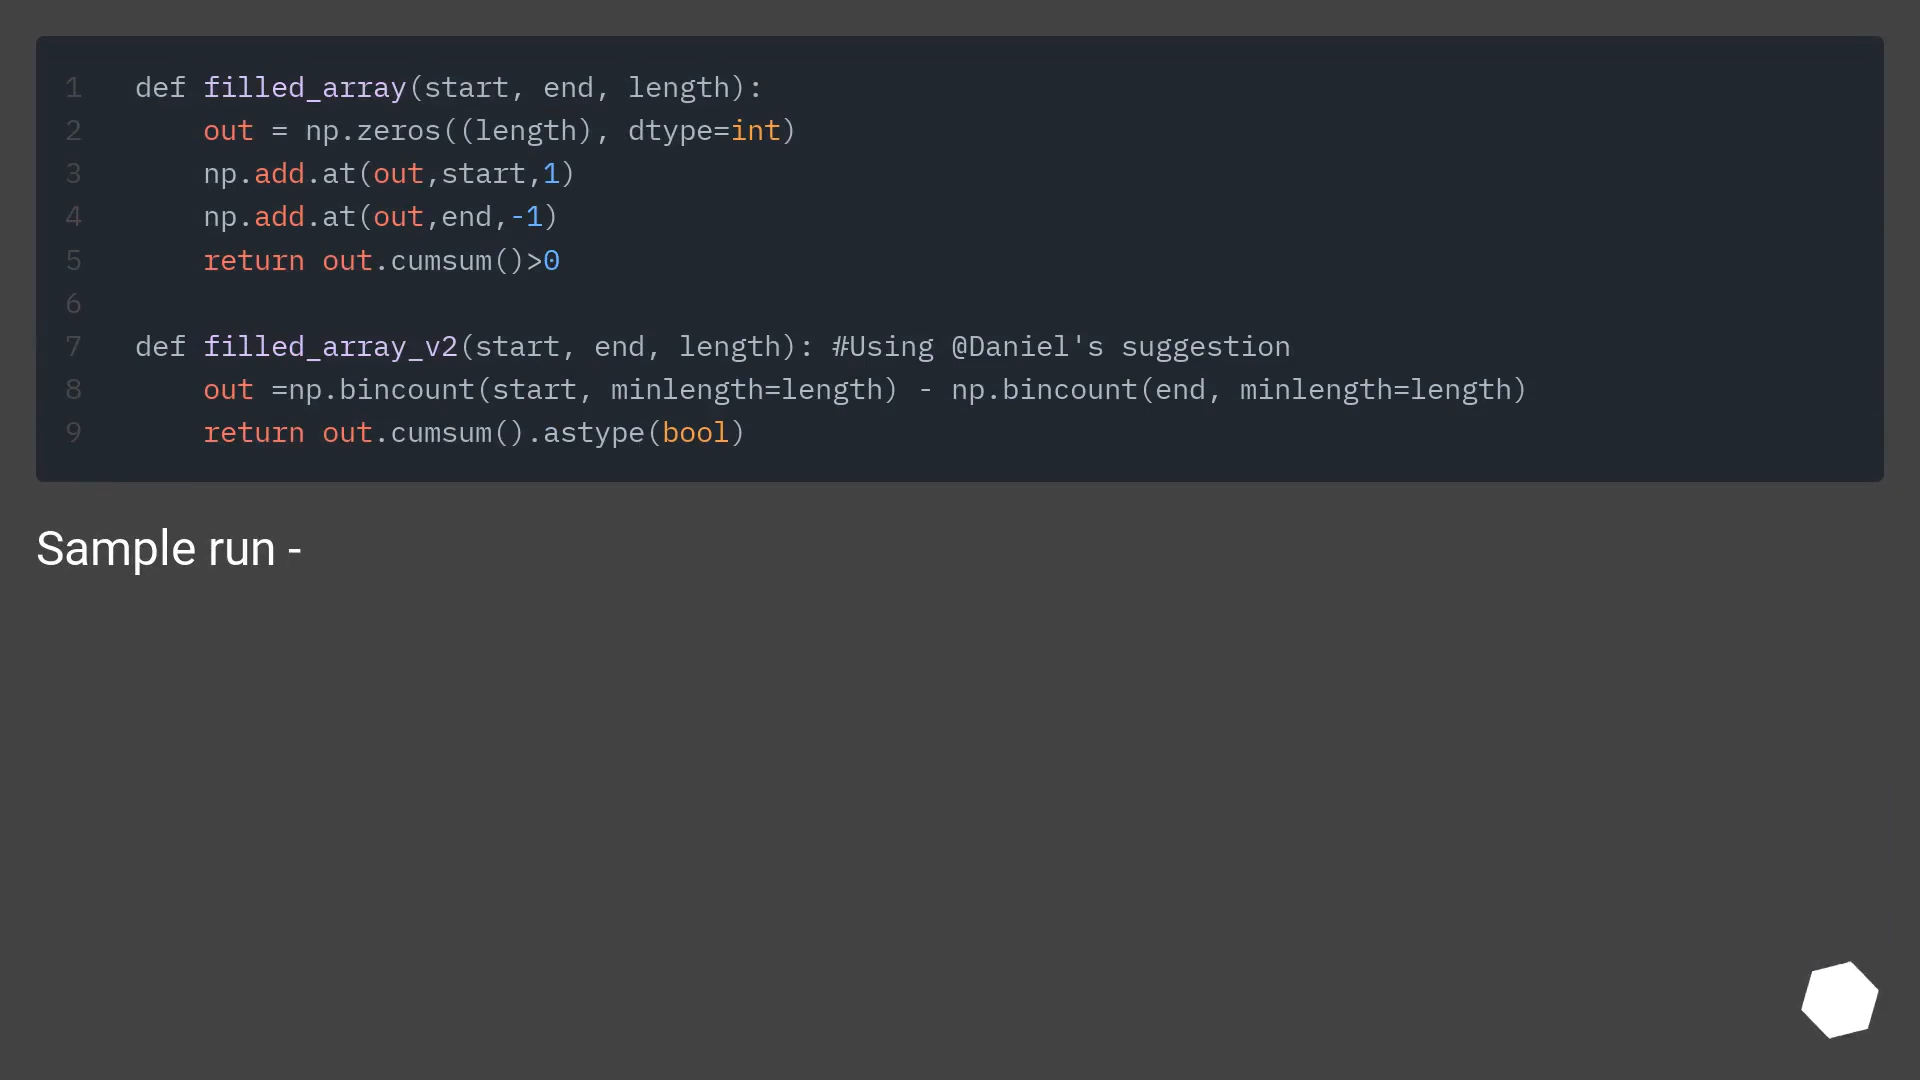 1 def filled_array(start, end, length):
2     out = np.zeros((length), dtype=int)
3     np.add.at(out,start,1)
4     np.add.at(out,end,-1)
5     return out.cumsum()>0
6
7 def filled_array_v2(start, end, length): #Using @Daniel's suggestion
8     out =np.bincount(start, minlength=length) - np.bincount(end, minlength=length)
9     return out.cumsum().astype(bool)
Sample run -